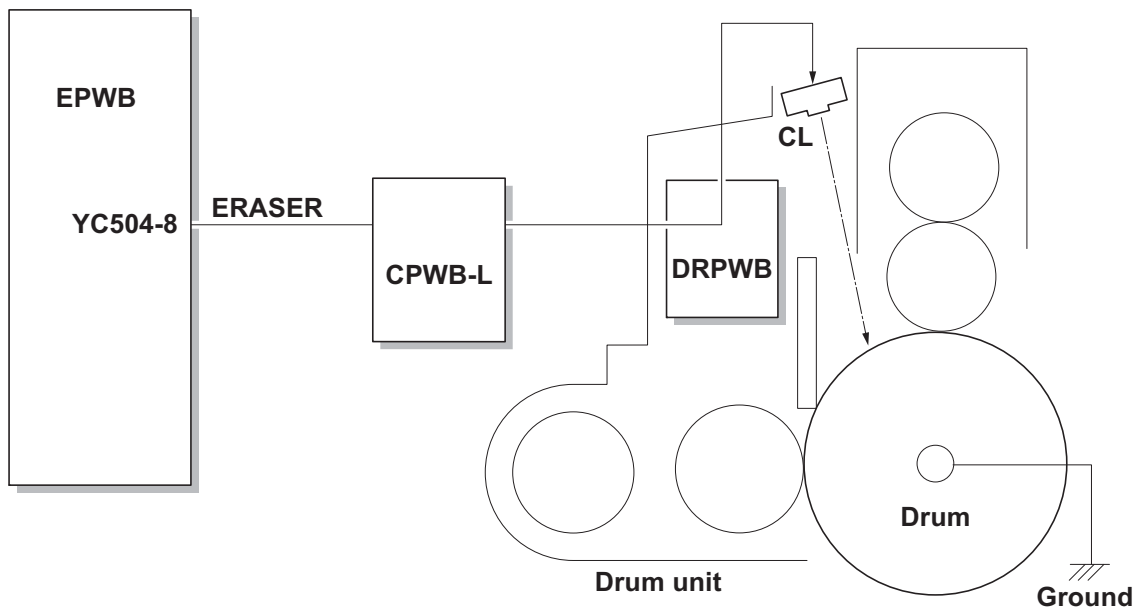 EPWB
CL
YC504-8
ERASER
CPWB-L
DRPWB
Drum
Drum unit
Ground